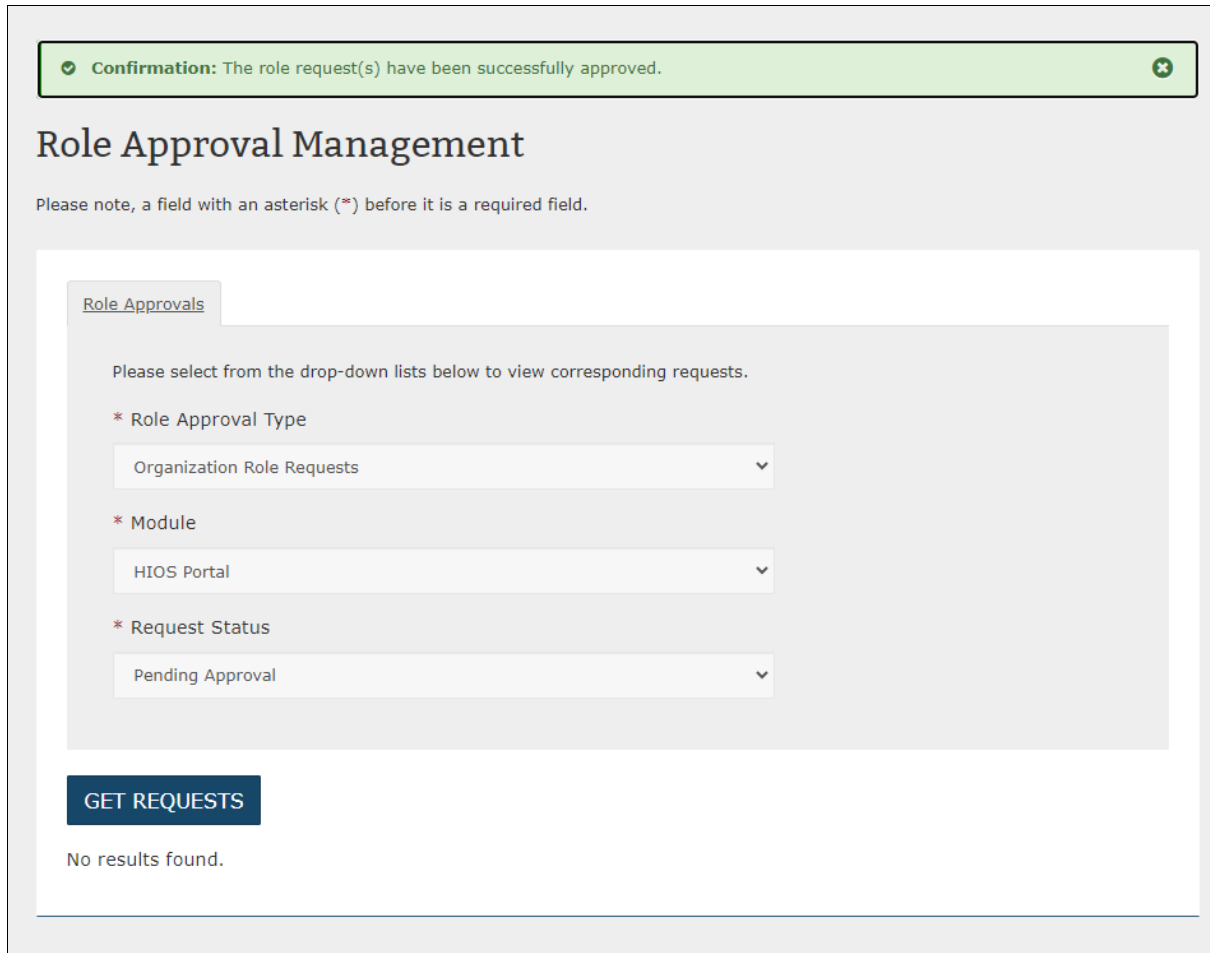 Confirmation: The role request(s) have been successfully approved.
Role Approval Management
Please note, a field with an asterisk (*) before it is a required field.
Role Approvals
Please select from the drop-down lists below to view corresponding requests.
* Role Approval Type
Organization Role Requests
* Module
HIOS Portal
* Request Status
Pending Approval
GET REQUESTS
No results found.